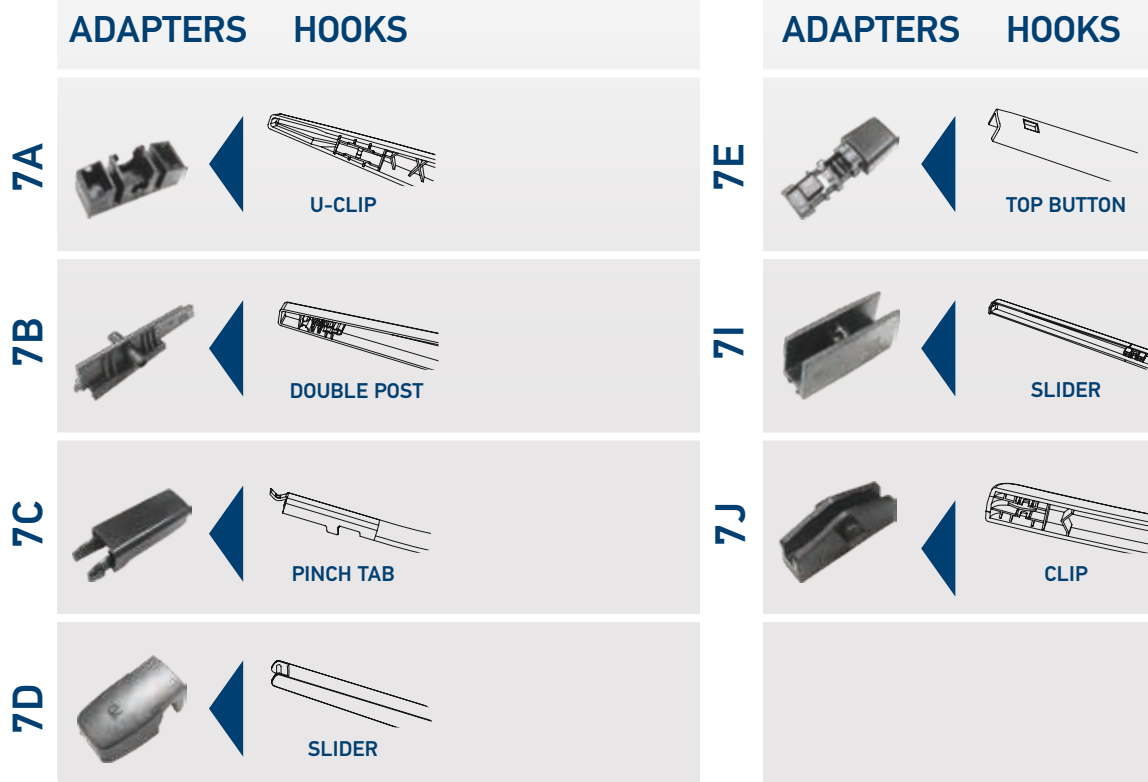 ADAPTERS HOOKS
7A
U-CLIP
7B
DOUBLE POST
7C
PINCH TAB
7D
SLIDER
ADAPTERS HOOKS
7E
TOP BUTTON
7I
SLIDER
7J
CLIP